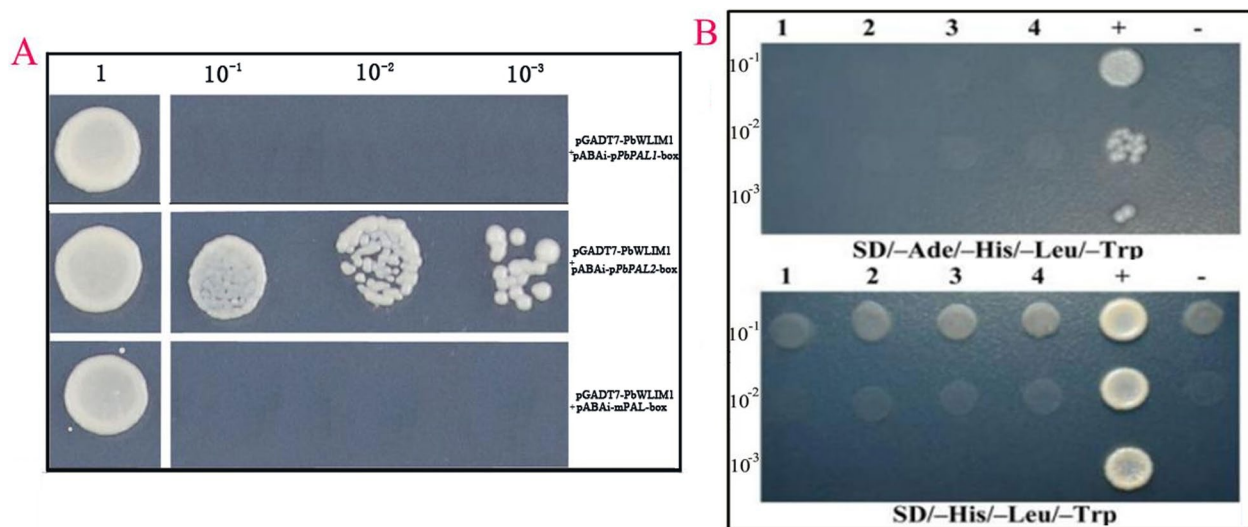 A
1 10⁻¹ 10⁻² 10⁻³
pGADT7-PbWLIM1
+pABAi-pPbPAL1-box
pGADT7-PbWLIM1
+
pABAi-pPbPAL2-box
pGADT7-PbWLIM1
+pABAi-mPAL-box
B
1 2 3 4 + -
10⁻¹
10⁻²
10⁻³
SD/–Ade/–His/–Leu/–Trp
1 2 3 4 + -
10⁻¹
10⁻²
10⁻³
SD/–His/–Leu/–Trp